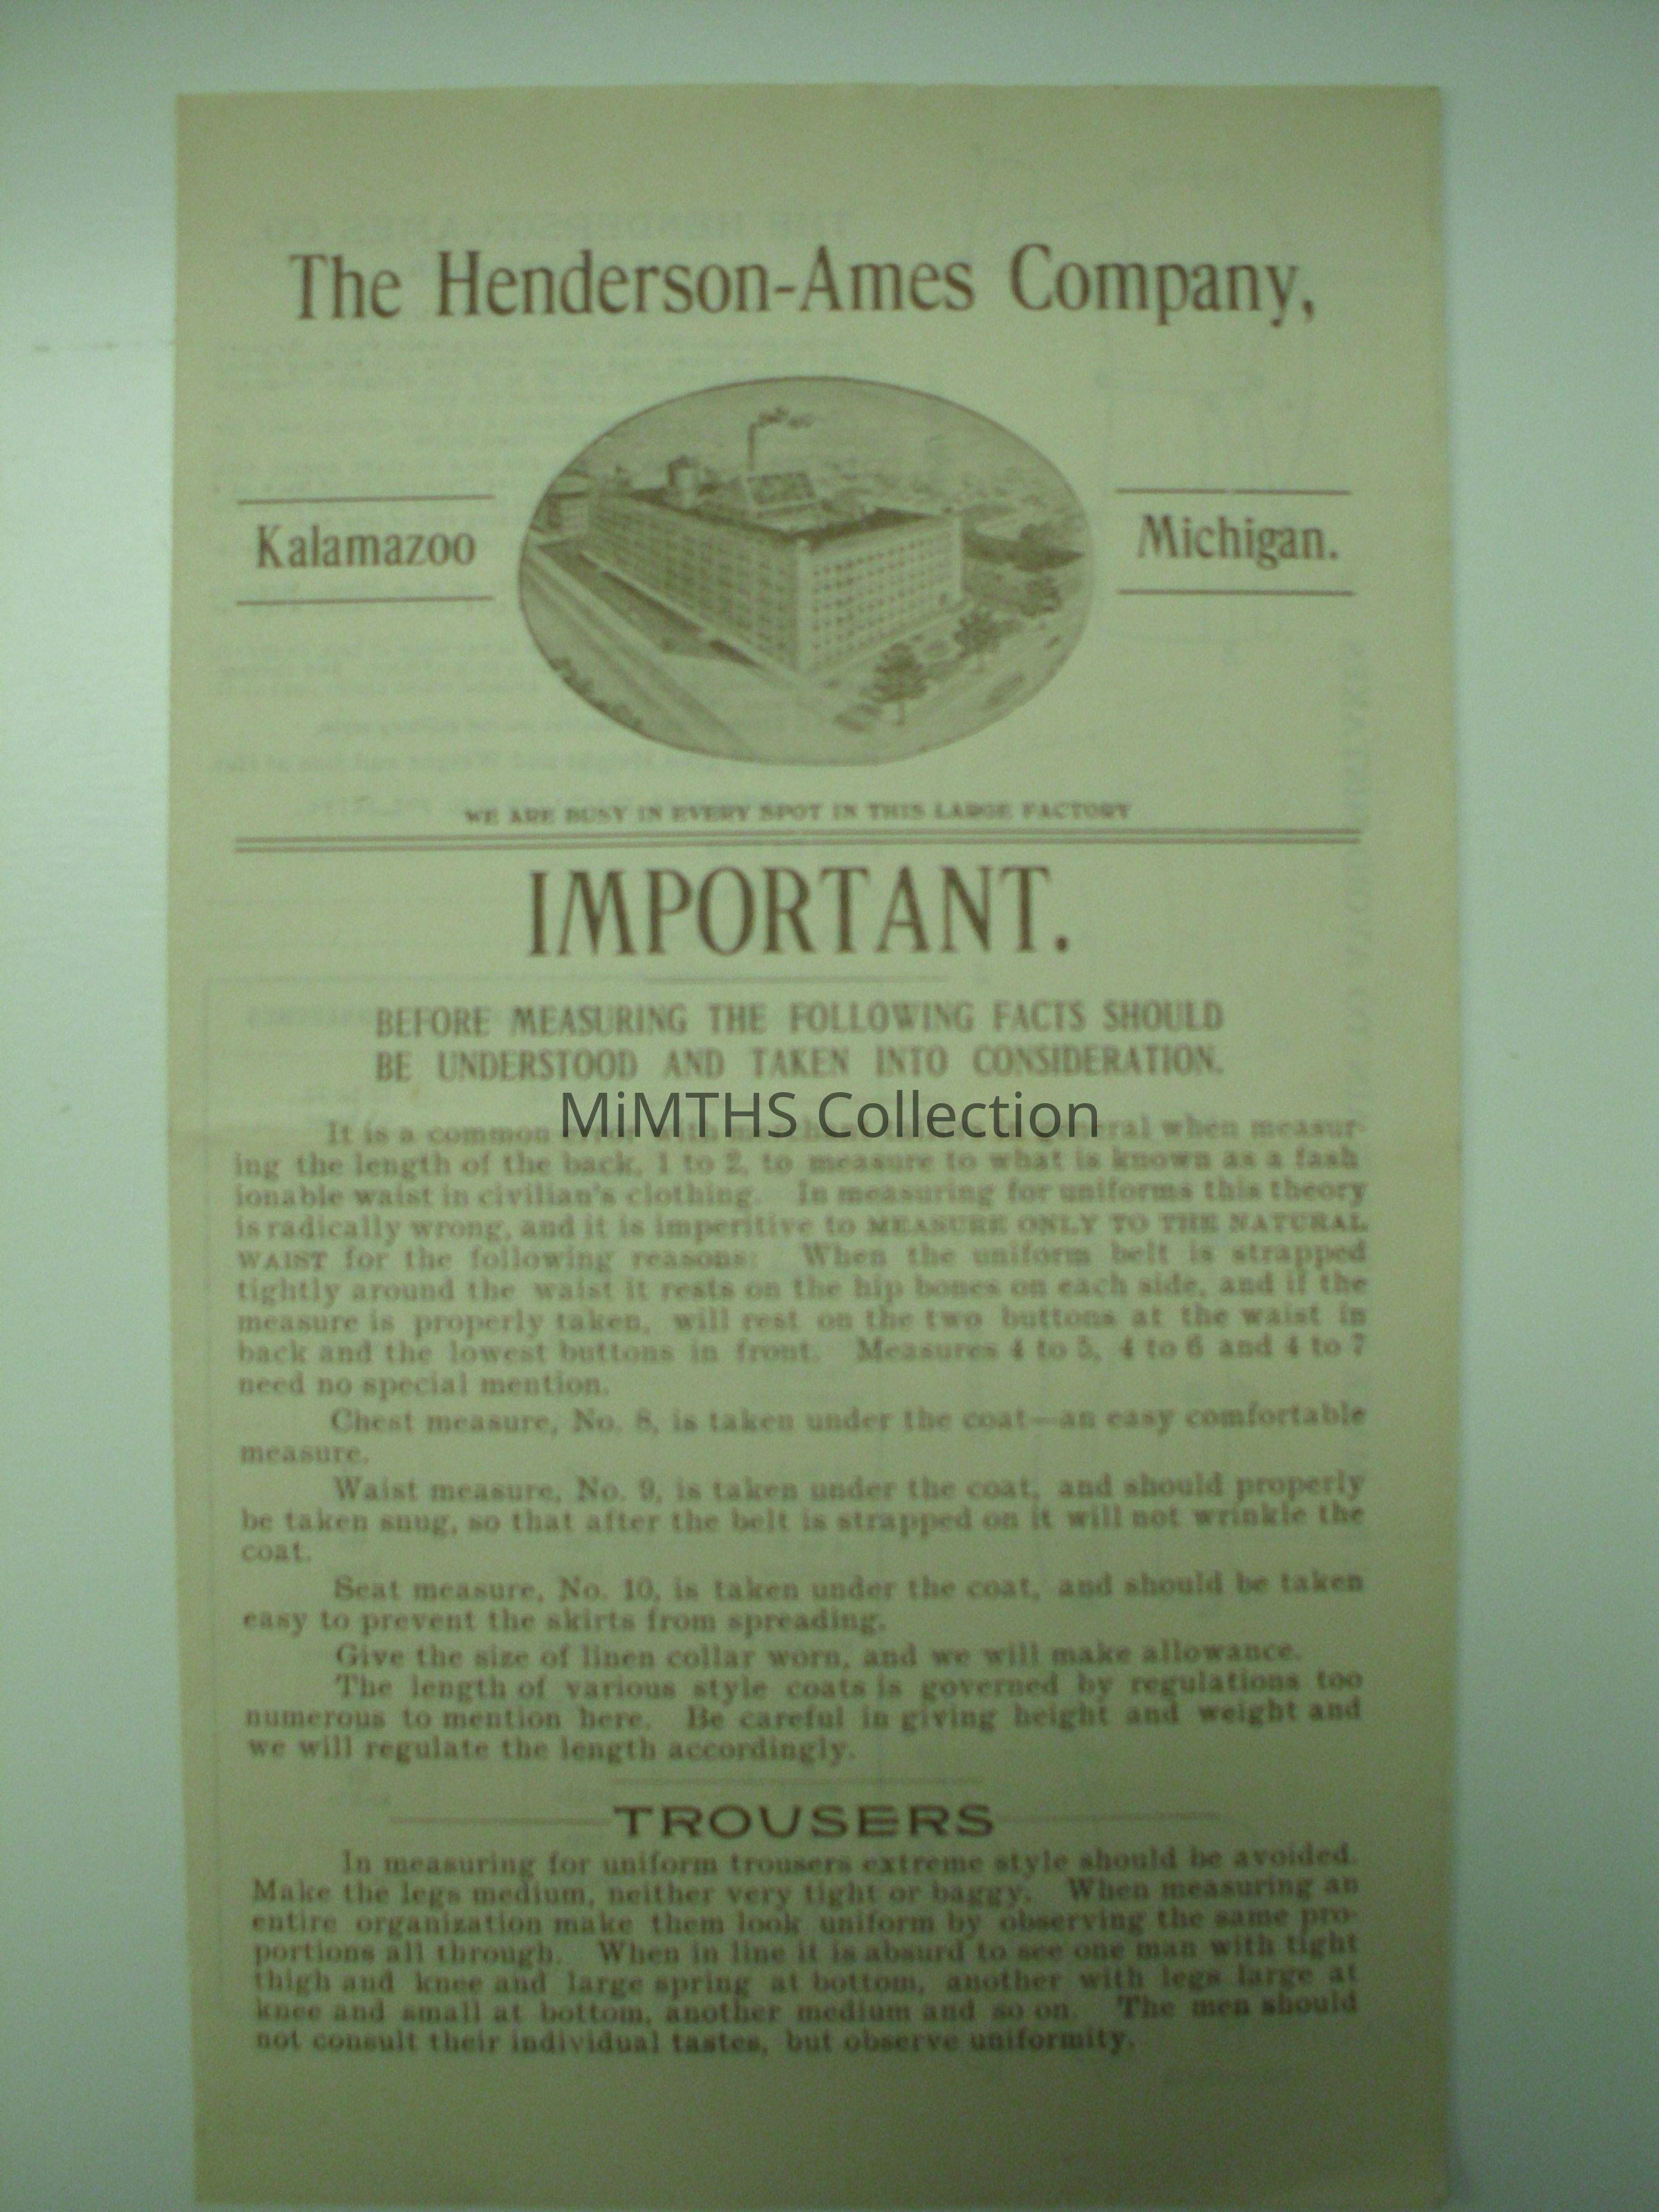 The Henderson-Ames Company,
Kalamazoo
Michigan.
WE ARE BUSY IN EVERY SPOT IN THIS LARGE FACTORY
IMPORTANT.
BEFORE MEASURING THE FOLLOWING FACTS SHOULD
BE UNDERSTOOD AND TAKEN INTO CONSIDERATION.
MiMTHS Collection
It is a common general when measur-
ing the length of the back, 1 to 2, to measure to what is known as a fash
ionable waist in civilian's clothing. In measuring for uniforms this theory
is radically wrong, and it is imperitive to MEASURE ONLY TO THE NATURAL
WAIST for the following reasons: When the uniform belt is strapped
tightly around the waist it rests on the hip bones on each side, and if the
measure is properly taken, will rest on the two buttons at the waist in
back and the lowest buttons in front. Measures 4 to 5, 4 to 6 and 4 to 7
need no special mention.
Chest measure, No. 8, is taken under the coat—an easy comfortable
measure.
Waist measure, No. 9, is taken under the coat, and should properly
be taken snug, so that after the belt is strapped on it will not wrinkle the
coat.
Seat measure, No. 10, is taken under the coat, and should be taken
easy to prevent the skirts from spreading.
Give the size of linen collar worn, and we will make allowance.
The length of various style coats is governed by regulations too
numerous to mention here. Be careful in giving height and weight and
we will regulate the length accordingly.
TROUSERS
In measuring for uniform trousers extreme style should be avoided.
Make the legs medium, neither very tight or baggy. When measuring an
entire organization make them look uniform by observing the same pro-
portions all through. When in line it is absurd to see one man with tight
thigh and knee and large spring at bottom, another with legs large at
knee and small at bottom, another medium and so on. The men should
not consult their individual tastes, but observe uniformity.